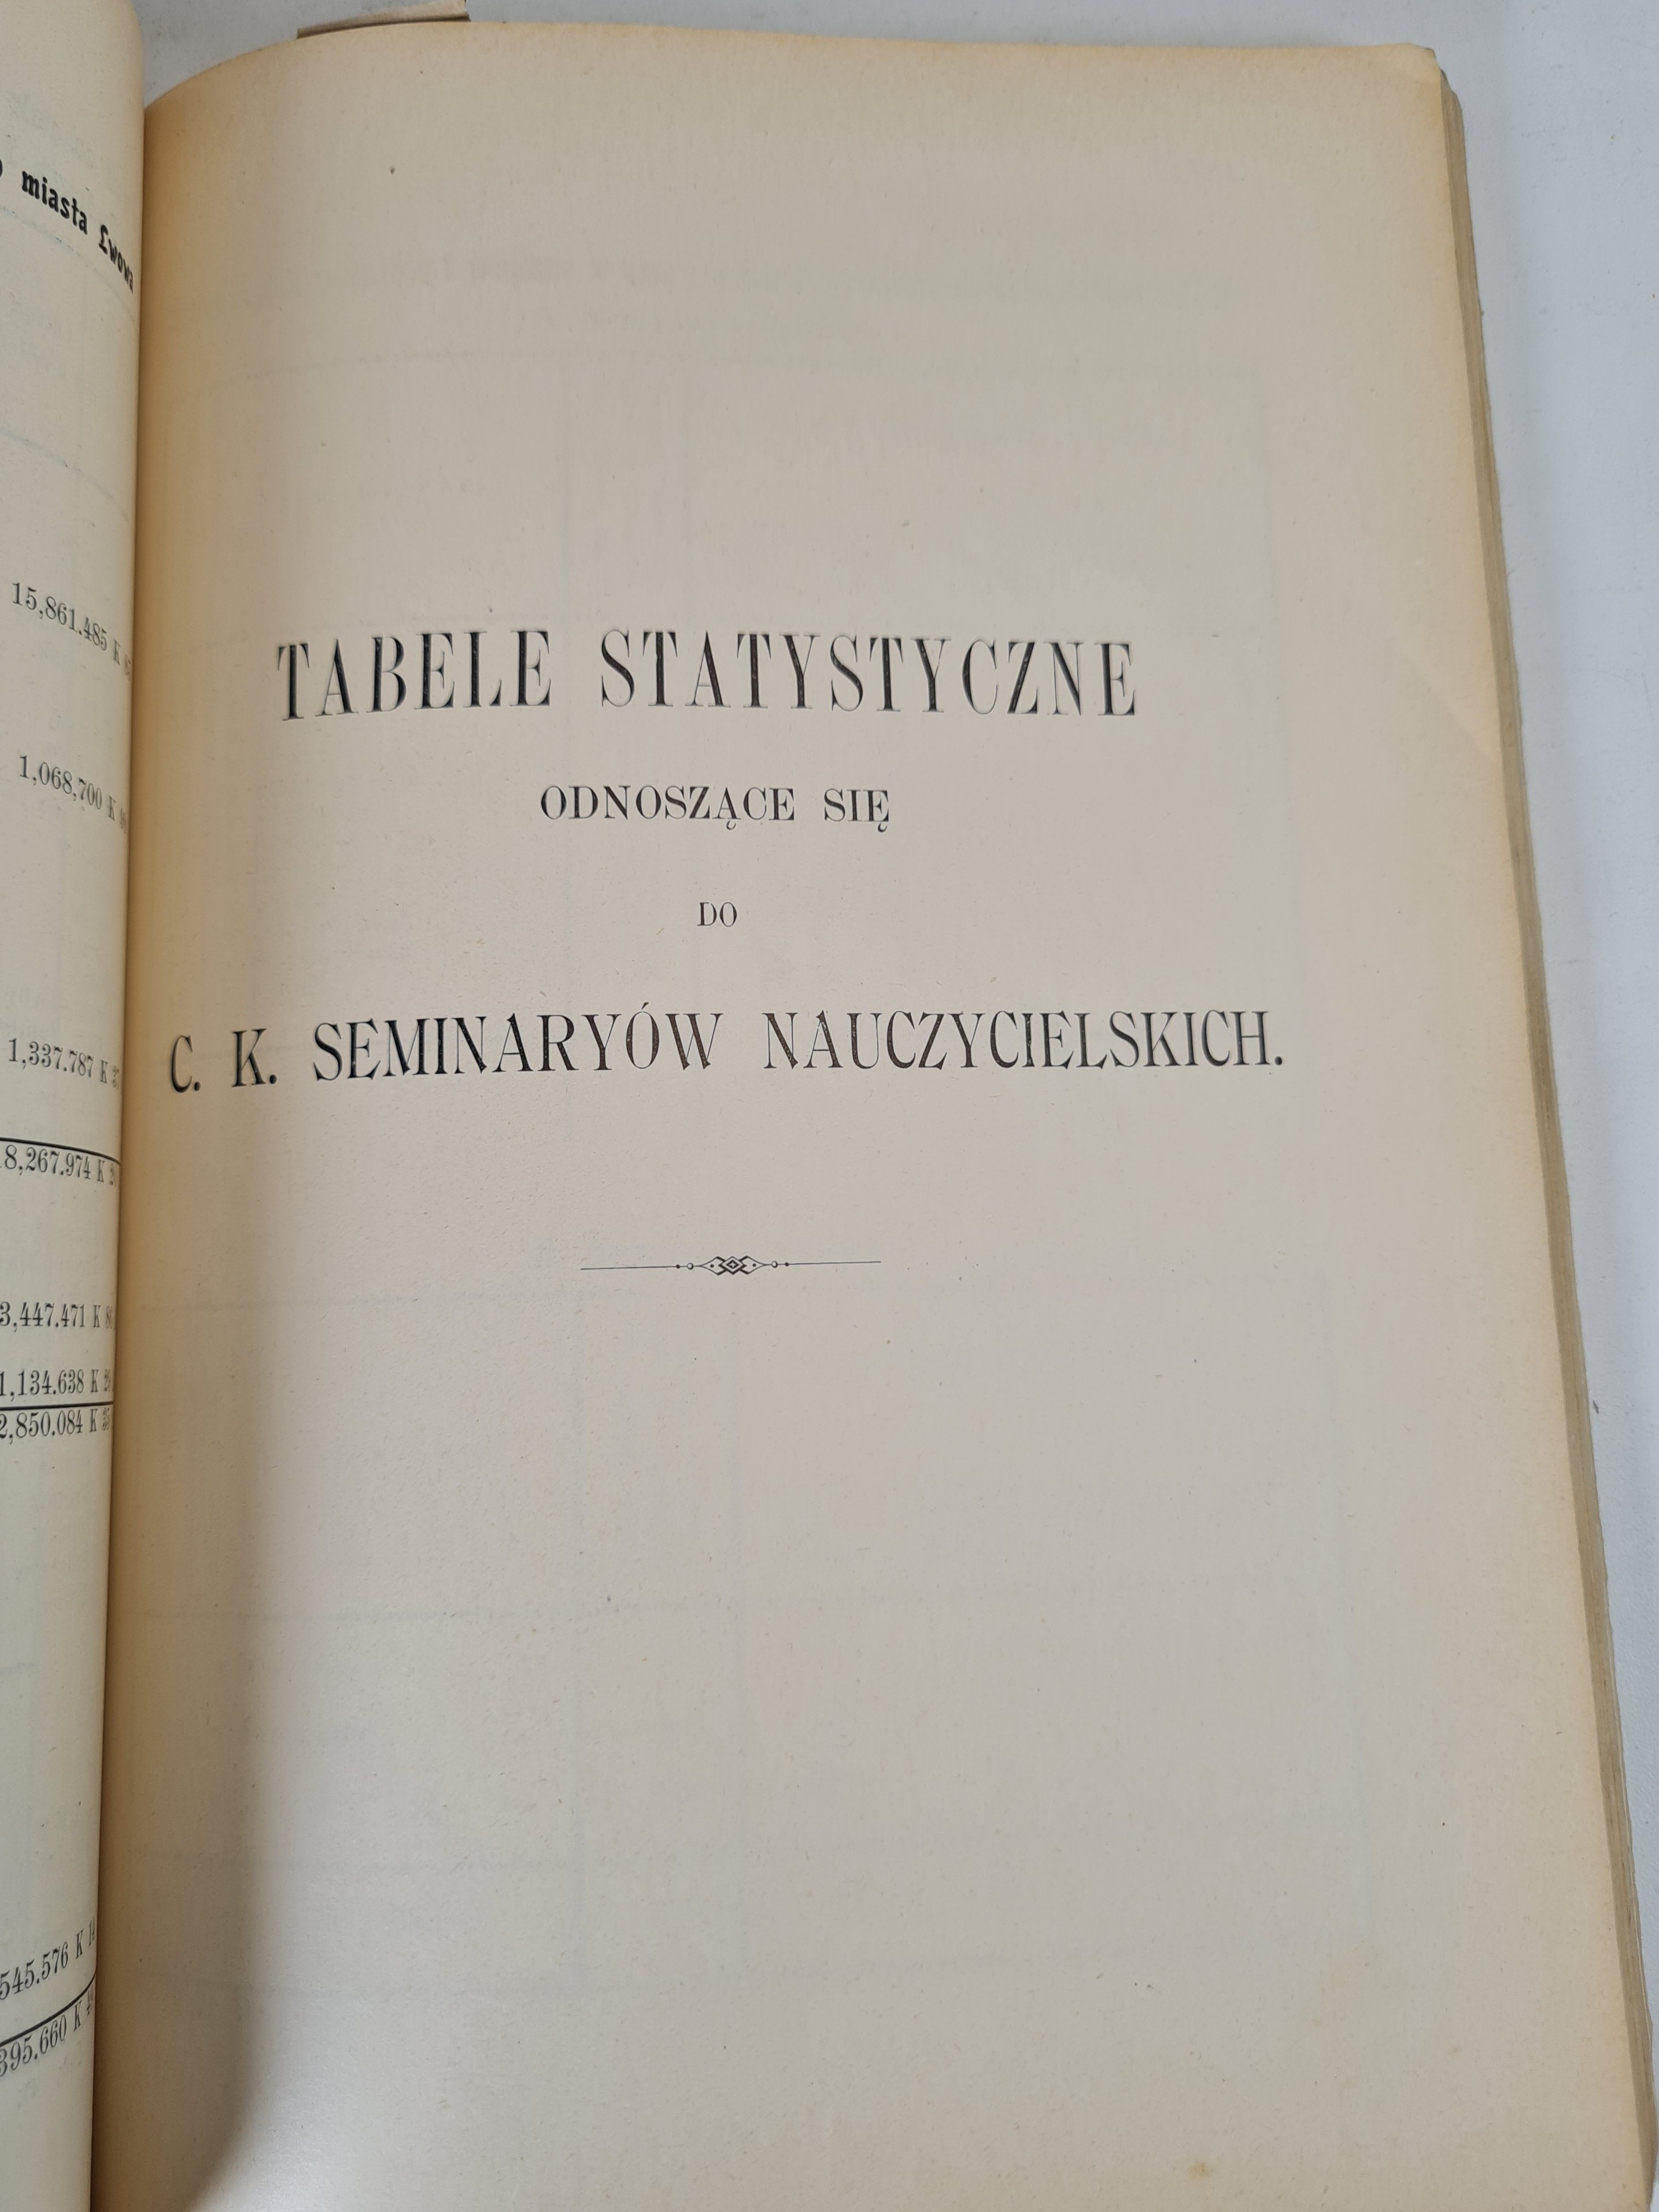 miasta Lwowa
15,861.485 K
1,068,700 K
1,337.787 K
8,267.974 K
3,447.471 K
1,134.638 K
2,850.084 K
545.576 K
395.660 K
TABELE STATYSTYCZNE
ODNOSZĄCE SIĘ
DO
C. K. SEMINARYÓW NAUCZYCIELSKICH.